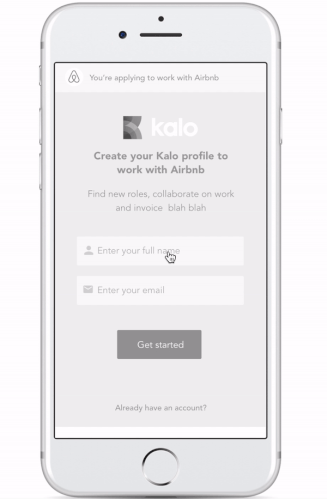 You're applying to work with Airbnb
kalo
Create your Kalo profile to
work with Airbnb
Find new roles, collaborate on work
and invoice blah blah
Enter your full name
Enter your email
Get started
Already have an account?